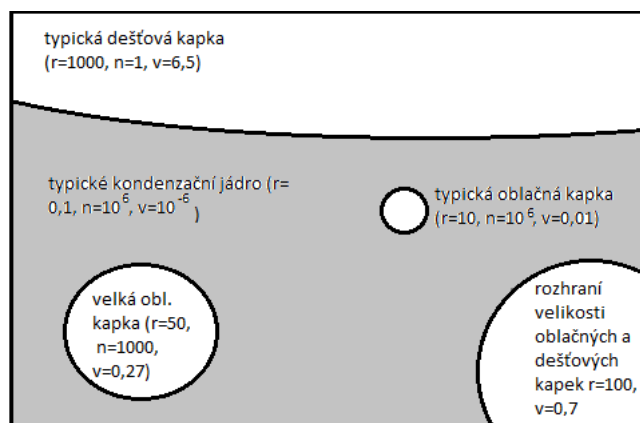 typická dešťová kapka
(r=1000, n=1, v=6,5)
typické kondenzační jádro (r=
0,1, n=10⁶, v=10⁻⁶ )
typická oblačná kapka
(r=10, n=10⁶, v=0,01)
velká obl.
kapka (r=50,
n=1000,
v=0,27)
rozhraní
velikosti
oblačných a
dešťových
kapek r=100,
v=0,7